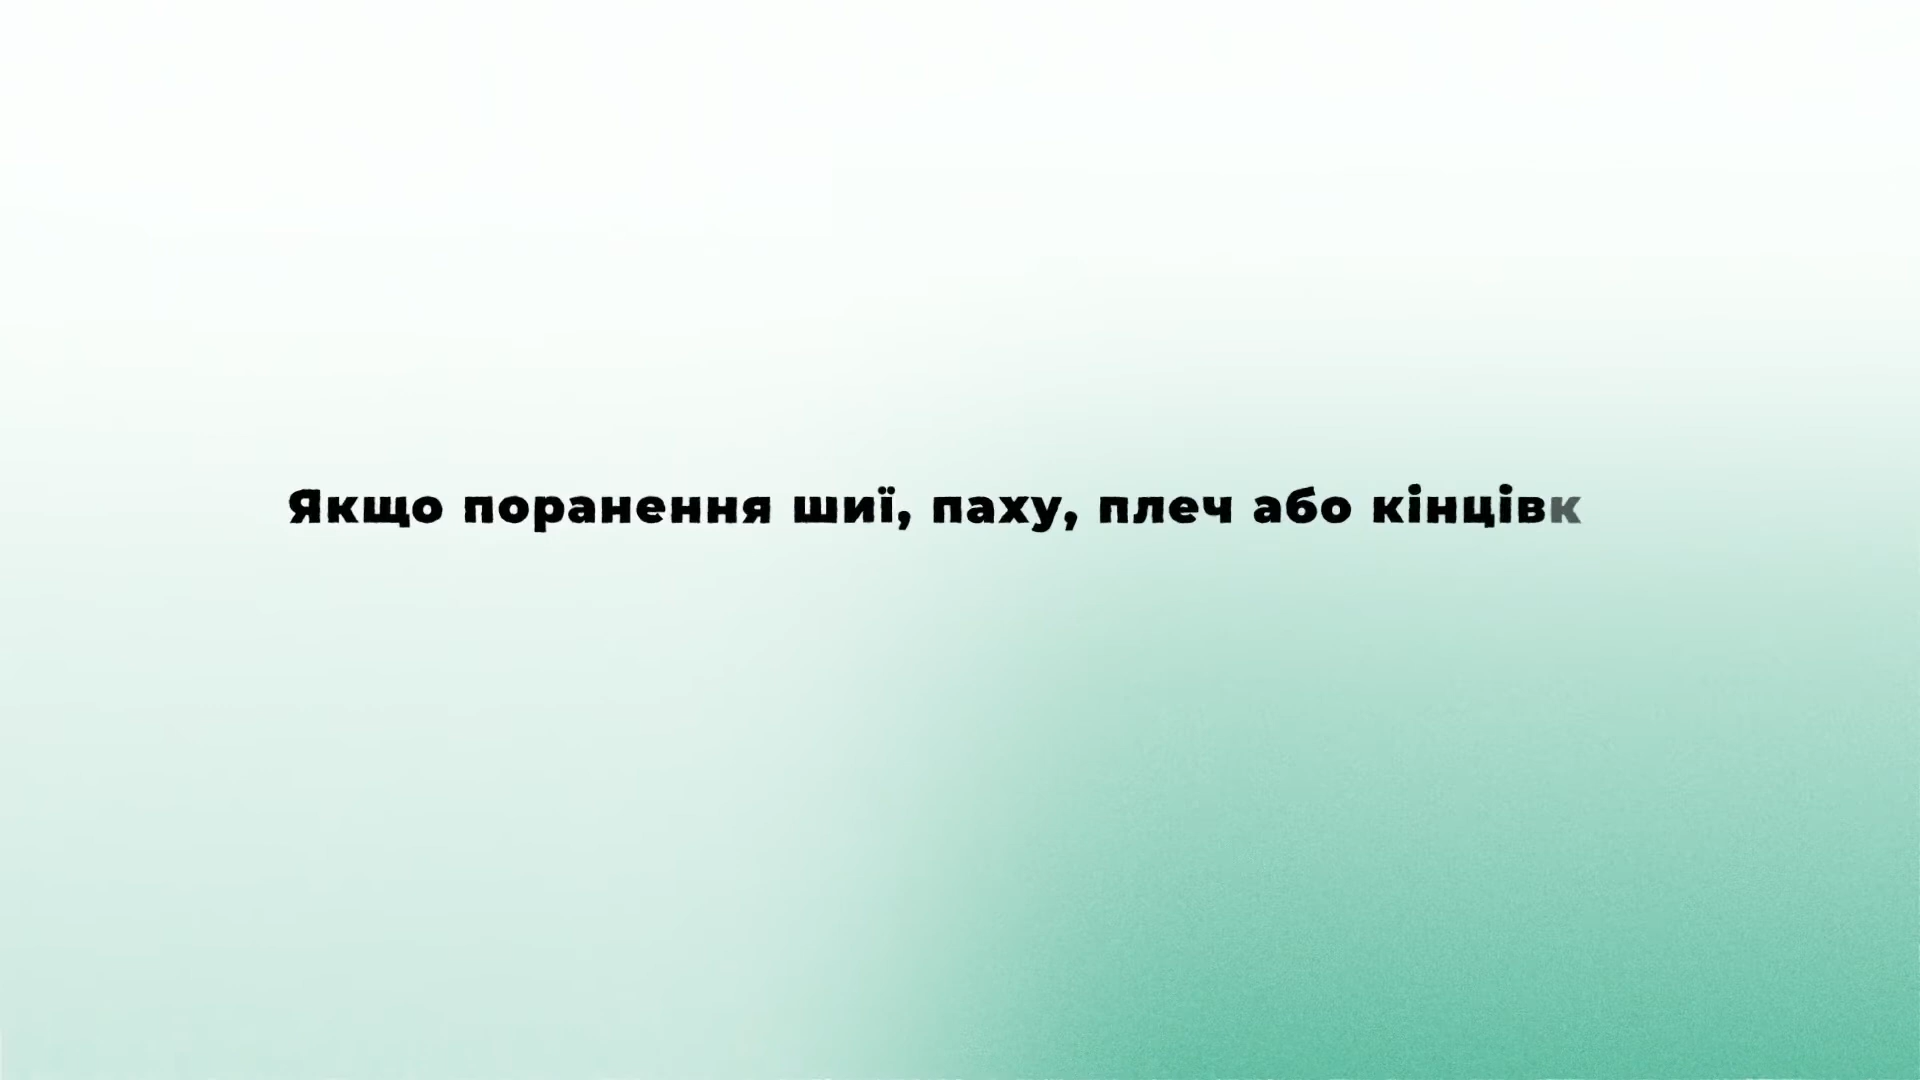 Якщо поранення шиї, паху, плеч або кінцівк